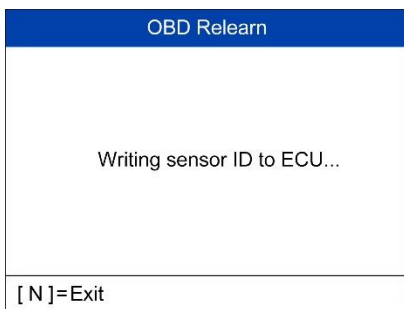 OBD Relearn
Writing sensor ID to ECU...
[ N ]=Exit